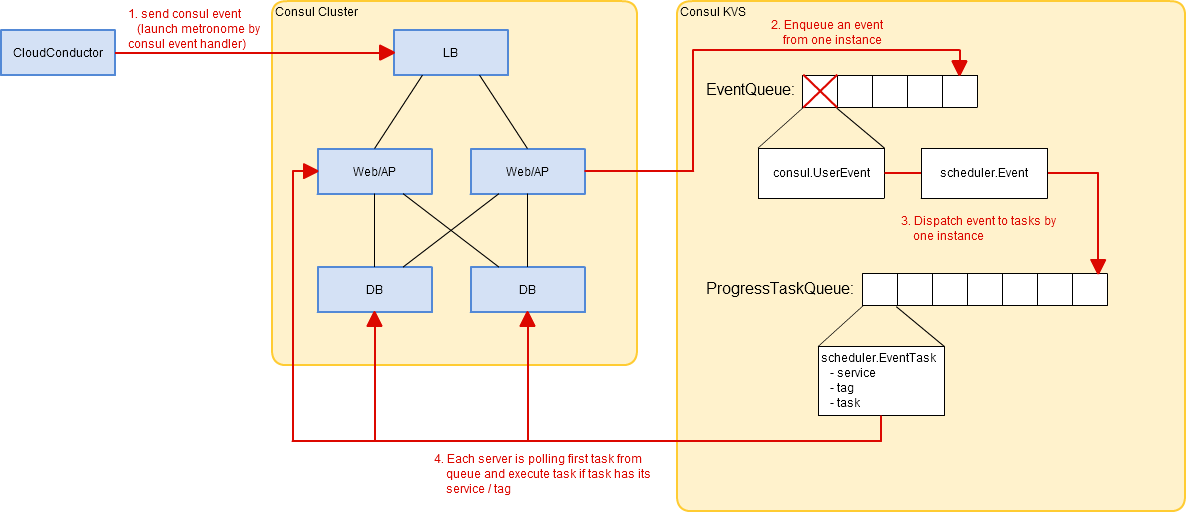 1. send consul event
(launch metronome by
consul event handler)
CloudConductor
Consul Cluster
LB
Web/AP
Web/AP
DB
DB
Consul KVS
2. Enqueue an event
from one instance
EventQueue:
consul.UserEvent
scheduler.Event
3. Dispatch event to tasks by
one instance
ProgressTaskQueue:
scheduler.EventTask
- service
- tag
- task
4. Each server is polling first task from
queue and execute task if task has its
service / tag